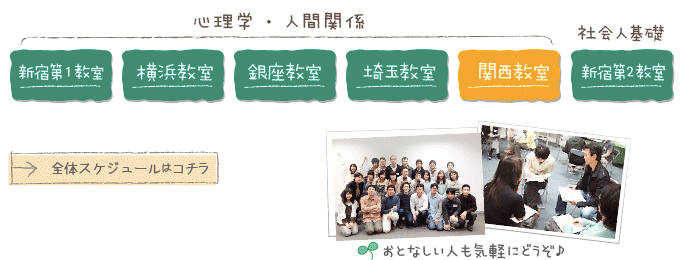 心理学・人間関係
社会人基礎
新宿第1教室
横浜教室
銀座教室
埼玉教室
関西教室
新宿第2教室
全体スケジュールはコチラ
おとなしい人も気軽にどうぞ♪